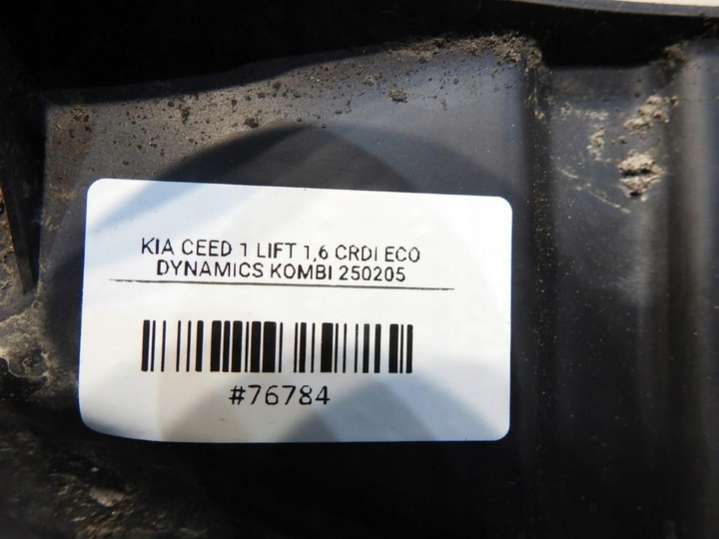 KIA CEED 1 LIFT 1,6 CRDI ECO
DYNAMICS KOMBI 250205
#76784